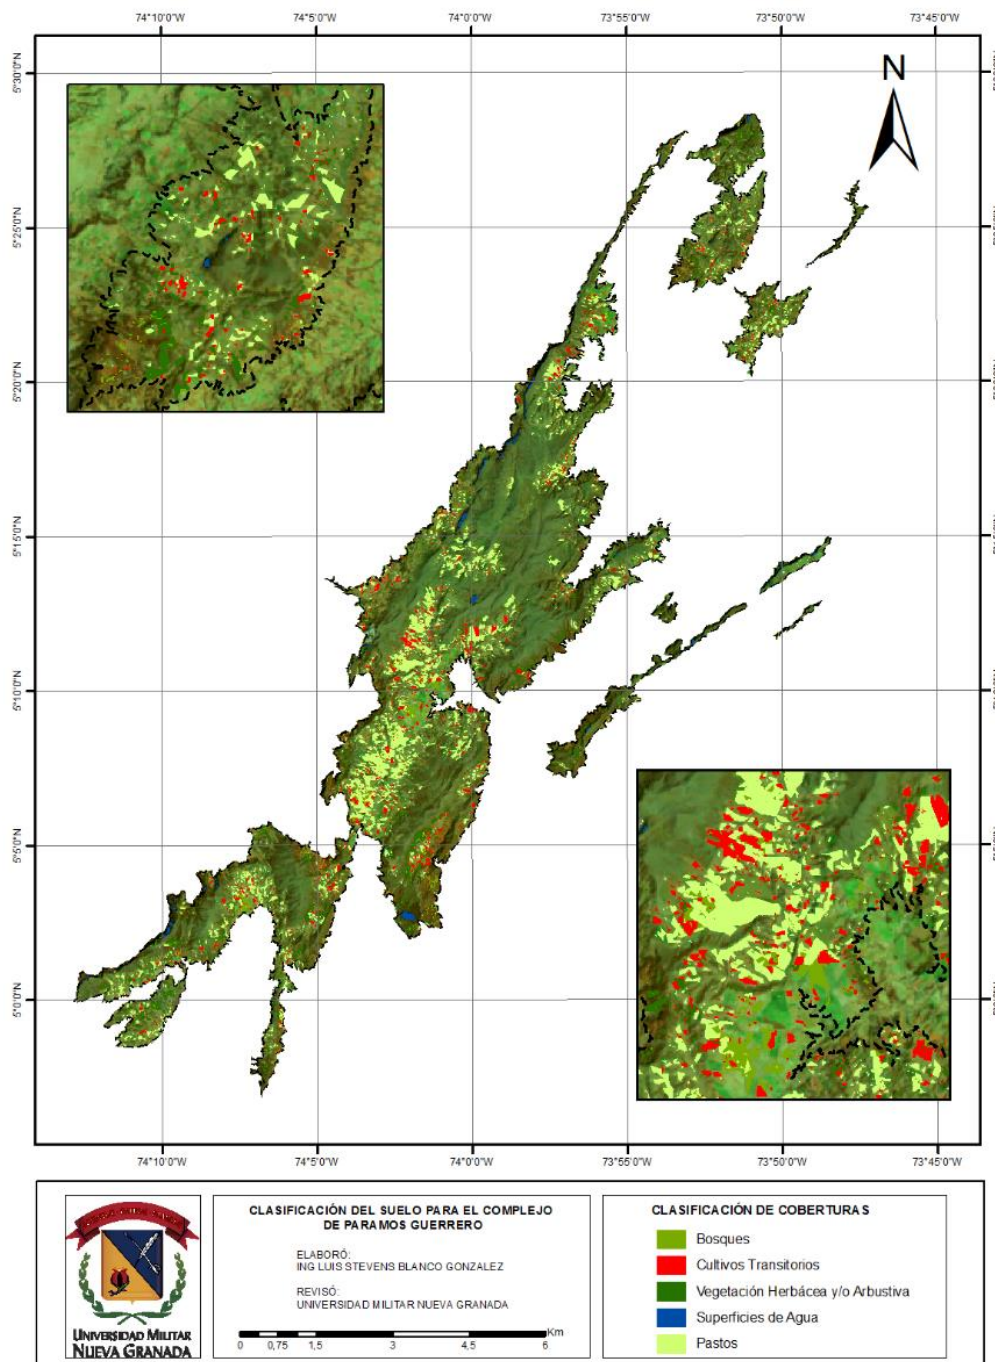 74°10'0"W 74°5'0"W 74°0'0"W 73°55'0"W 73°50'0"W 73°45'0"W
N
5°30'0"N
5°25'0"N
5°20'0"N
5°15'0"N
5°10'0"N
5°5'0"N
5°0'0"N
74°10'0"W 74°5'0"W 74°0'0"W 73°55'0"W 73°50'0"W 73°45'0"W
UNIVERSIDAD MILITAR
NUEVA GRANADA
CLASIFICACIÓN DEL SUELO PARA EL COMPLEJO
DE PARAMOS GUERRERO
ELABORÓ:
ING LUIS STEVENS BLANCO GONZALEZ
REVISÓ:
UNIVERSIDAD MILITAR NUEVA GRANADA
Km
0 0,75 1,5 3 4,5 6
CLASIFICACIÓN DE COBERTURAS
Bosques
Cultivos Transitorios
Vegetación Herbácea y/o Arbustiva
Superficies de Agua
Pastos